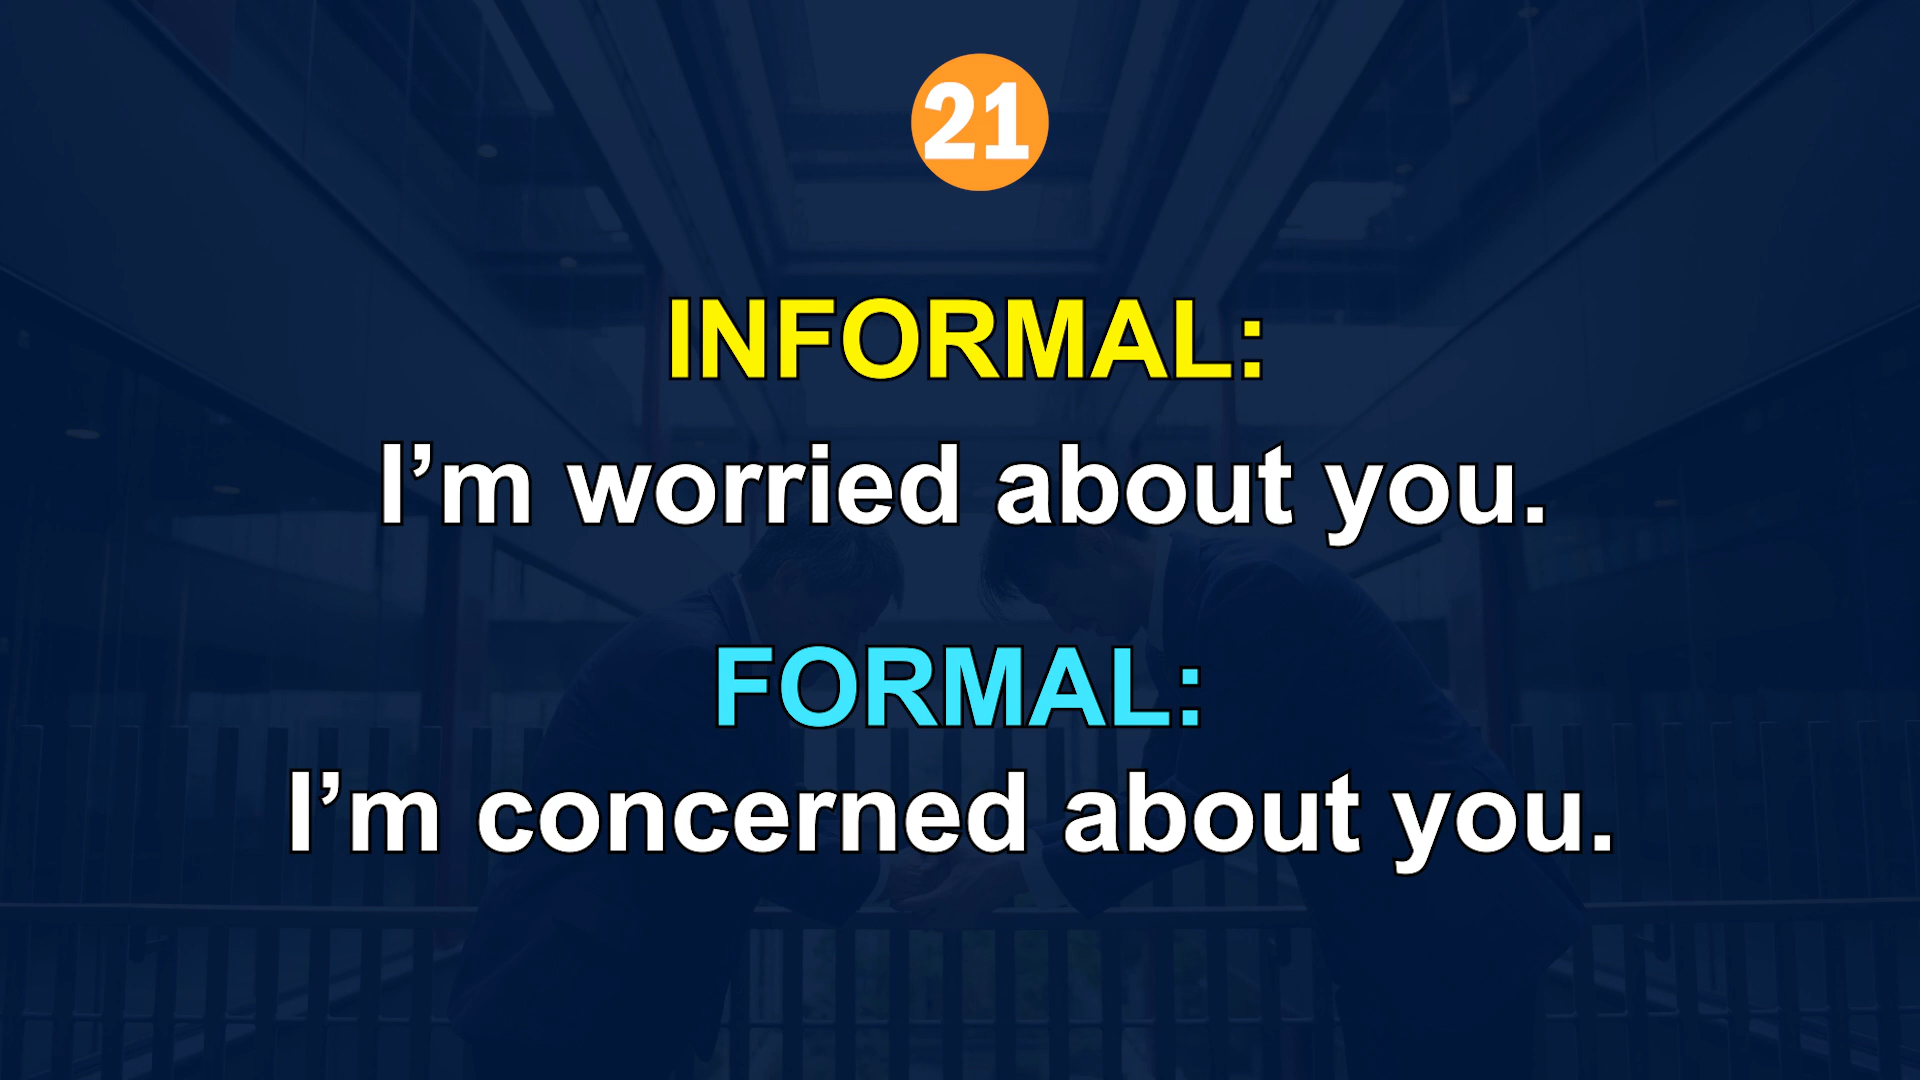 21
INFORMAL:
I’m worried about you.
FORMAL:
I’m concerned about you.